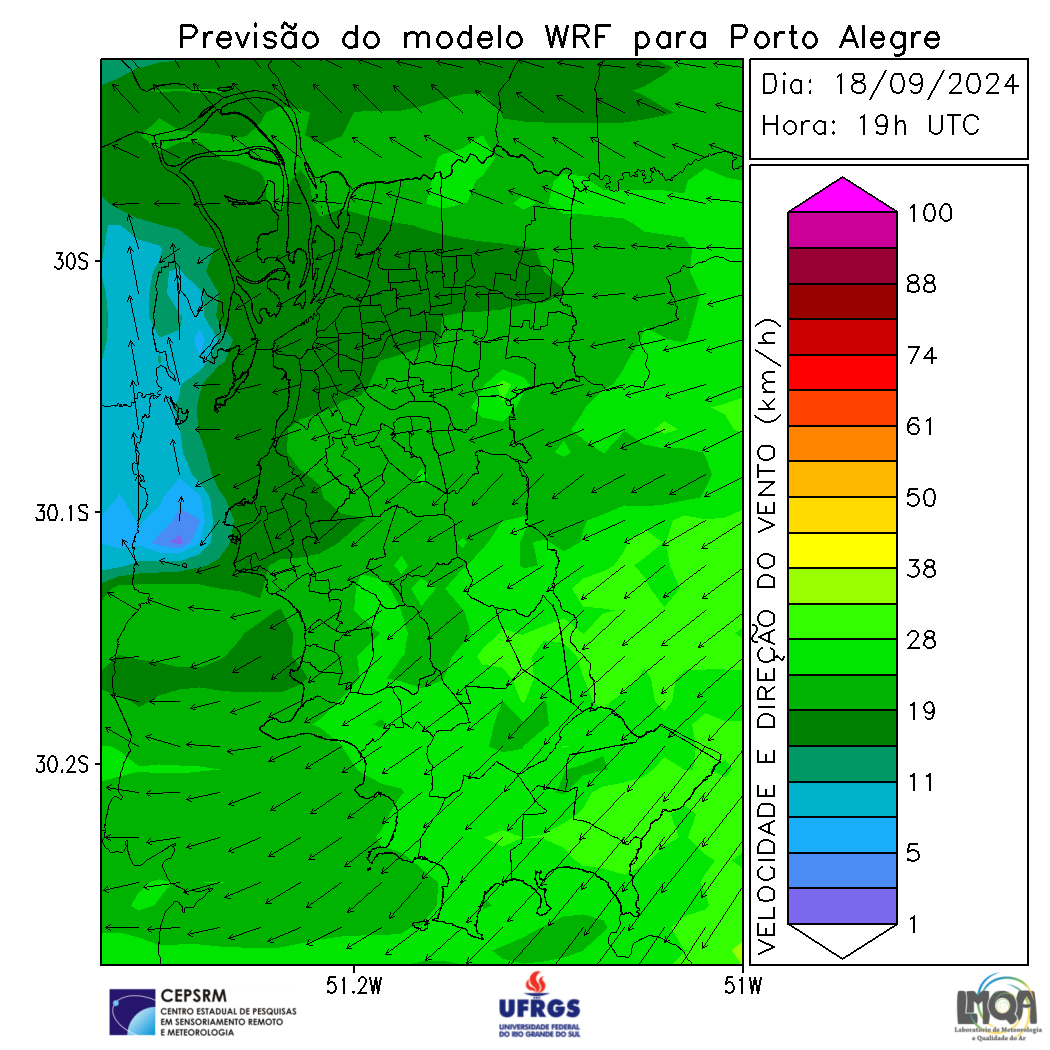 Previsão do modelo WRF para Porto Alegre
Dia: 18/09/2024
Hora: 19h UTC
30S
30.1S
30.2S
51.2W
51W
VELOCIDADE E DIREÇÃO DO VENTO (km/h)
100
88
74
61
50
38
28
19
11
5
1
CEPSRM
CENTRO ESTADUAL DE PESQUISAS
EM SENSORIAMENTO REMOTO
E METEOROLOGIA
UFRGS
UNIVERSIDADE FEDERAL
DO RIO GRANDE DO SUL
LMQA
Laboratório de Meteorologia
e Qualidade do Ar